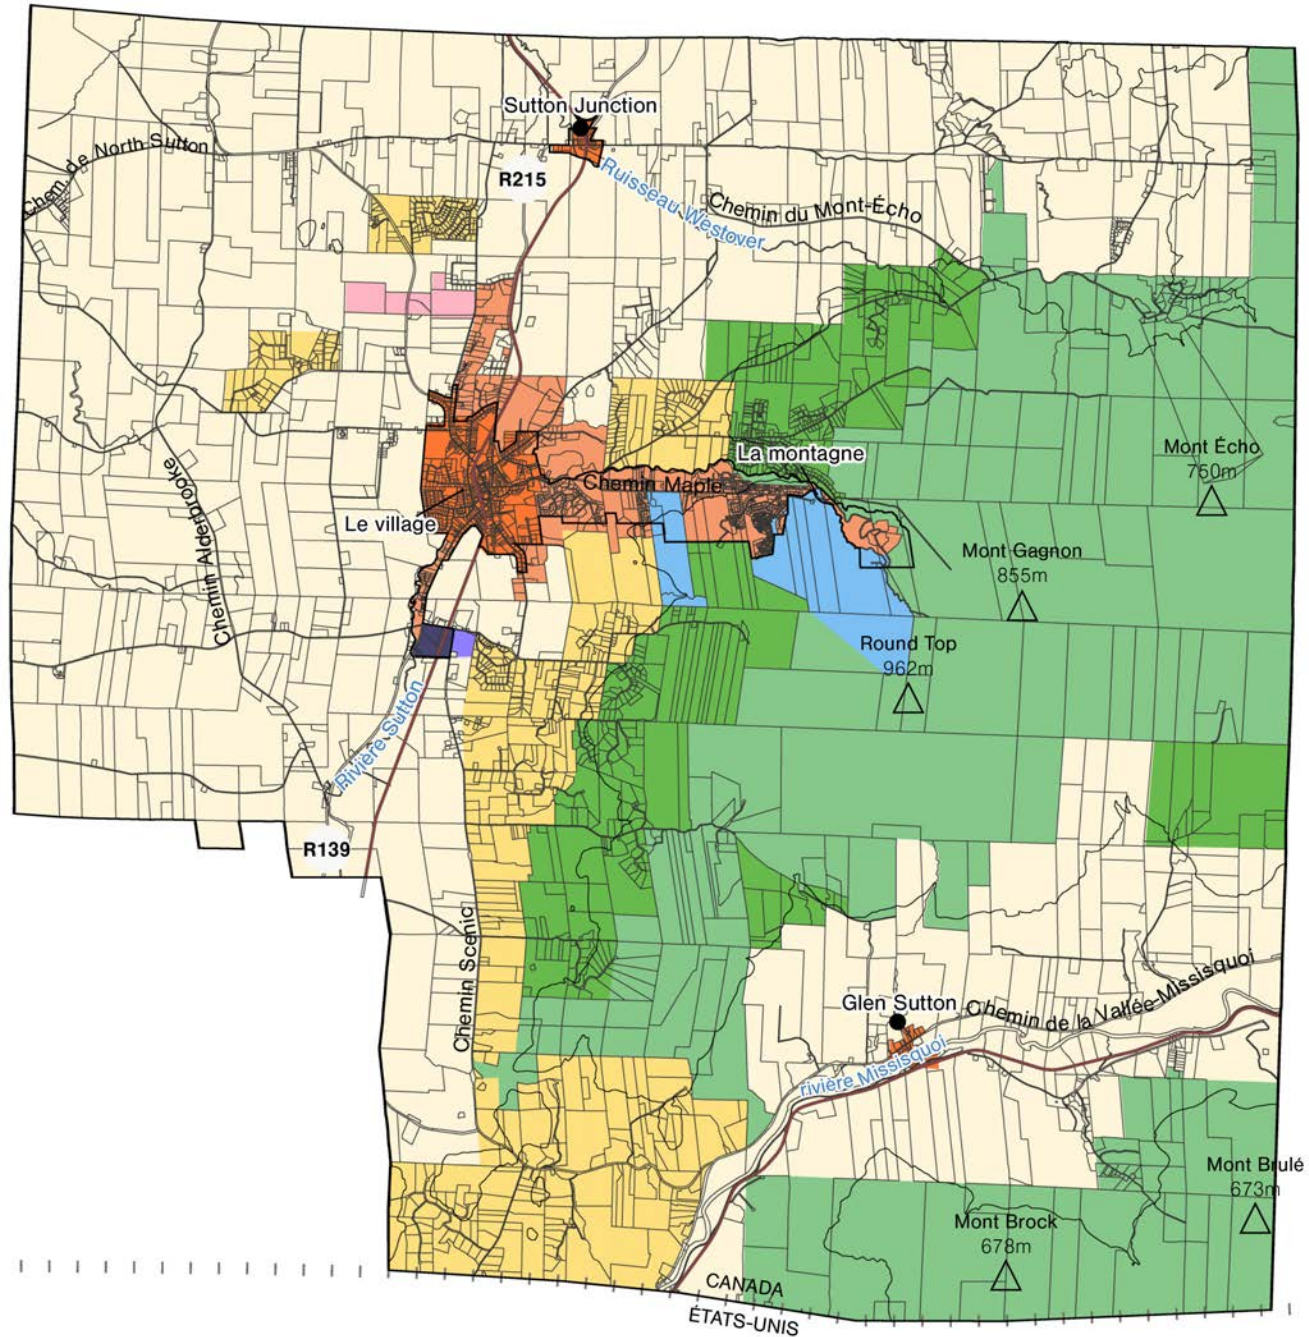 Sutton Junction
Chem. de North Sutton
R215
Ruisseau Westover
Chemin du Mont-Écho
Mont Écho
750m
La montagne
Chemin Maple
Le village
Chemin Alderbrooke
Mont Gagnon
855m
Round Top
962m
Rivière Sutton
R139
Chemin Scenic
Glen Sutton
Chemin de la Vallée-Missisquoi
rivière Missisquoi
Mont Brulé
673m
Mont Brock
678m
CANADA
ÉTATS-UNIS